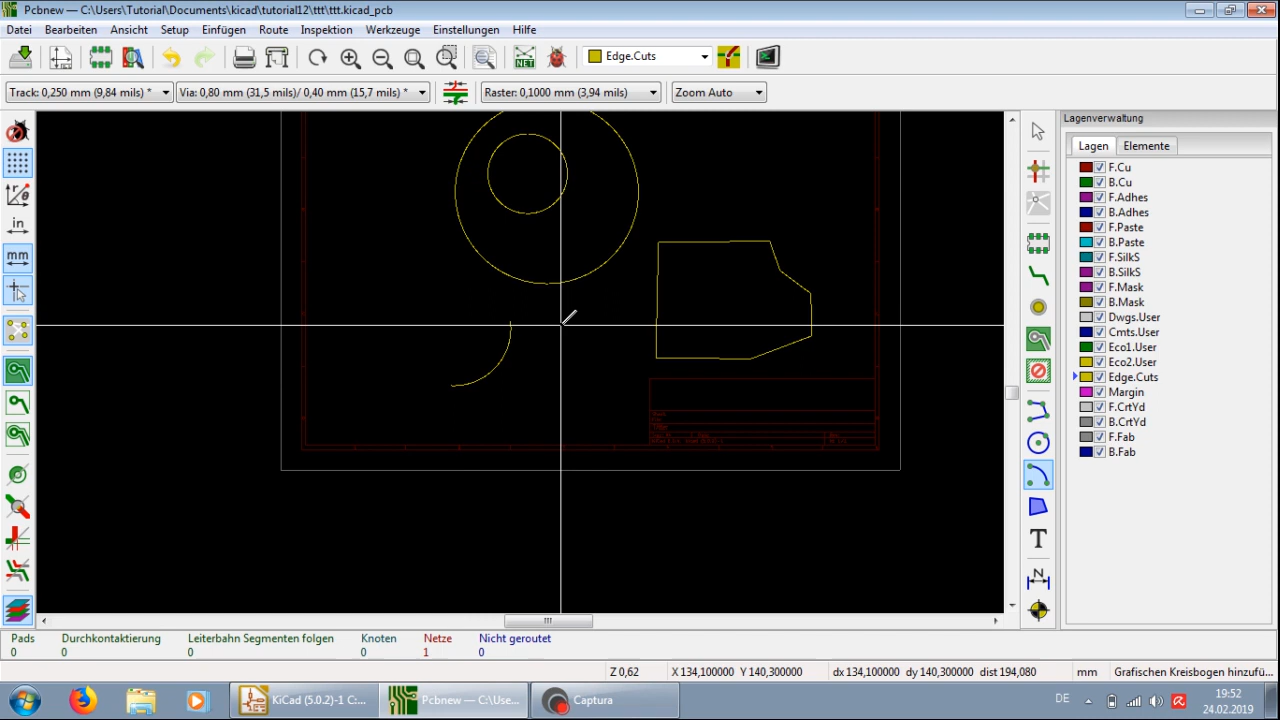 Pcbnew — C:\Users\Tutorial\Documents\kicad\tutorial12\ttt\ttt.kicad_pcb
Datei Bearbeiten Ansicht Setup Einfügen Route Inspektion Werkzeuge Einstellungen Hilfe
NET
Edge.Cuts
Track: 0,250 mm (9,84 mils) *
Via: 0,80 mm (31,5 mils)/ 0,40 mm (15,7 mils) *
Raster: 0,1000 mm (3,94 mils)
Zoom Auto
Lagenverwaltung
Lagen Elemente
F.Cu
B.Cu
F.Adhes
B.Adhes
F.Paste
B.Paste
F.SilkS
B.SilkS
F.Mask
B.Mask
Dwgs.User
Cmts.User
Eco1.User
Eco2.User
Edge.Cuts
Margin
F.CrtYd
B.CrtYd
F.Fab
B.Fab
in
mm
T
N
Pads Durchkontaktierung Leiterbahn Segmenten folgen Knoten Netze Nicht geroutet
0 0 0 0 1 0
Z 0,62 X 134,100000 Y 140,300000 dx 134,100000 dy 140,300000 dist 194,080 mm Grafischen Kreisbogen hinzufü...
KiCad (5.0.2)-1 C:... Pcbnew — C:\Use... Captura DE 19:52
24.02.2019